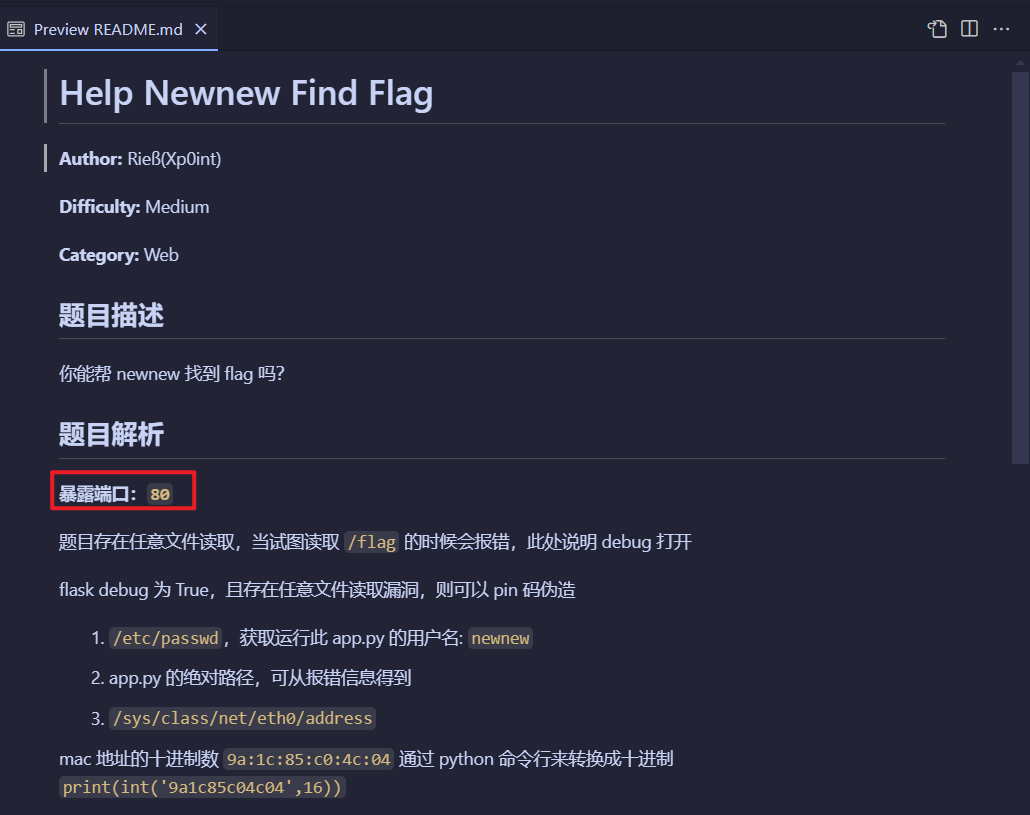 Preview README.md
Help Newnew Find Flag
Author: Rieß(Xp0int)
Difficulty: Medium
Category: Web
题目描述
你能帮 newnew 找到 flag 吗？
题目解析
暴露端口： 80
题目存在任意文件读取，当试图读取 /flag 的时候会报错，此处说明 debug 打开
flask debug 为 True，且存在任意文件读取漏洞，则可以 pin 码伪造
1. /etc/passwd ，获取运行此 app.py 的用户名: newnew
2. app.py 的绝对路径，可从报错信息得到
3. /sys/class/net/eth0/address
mac 地址的十进制数 9a:1c:85:c0:4c:04 通过 python 命令行来转换成十进制
print(int('9a1c85c04c04',16))